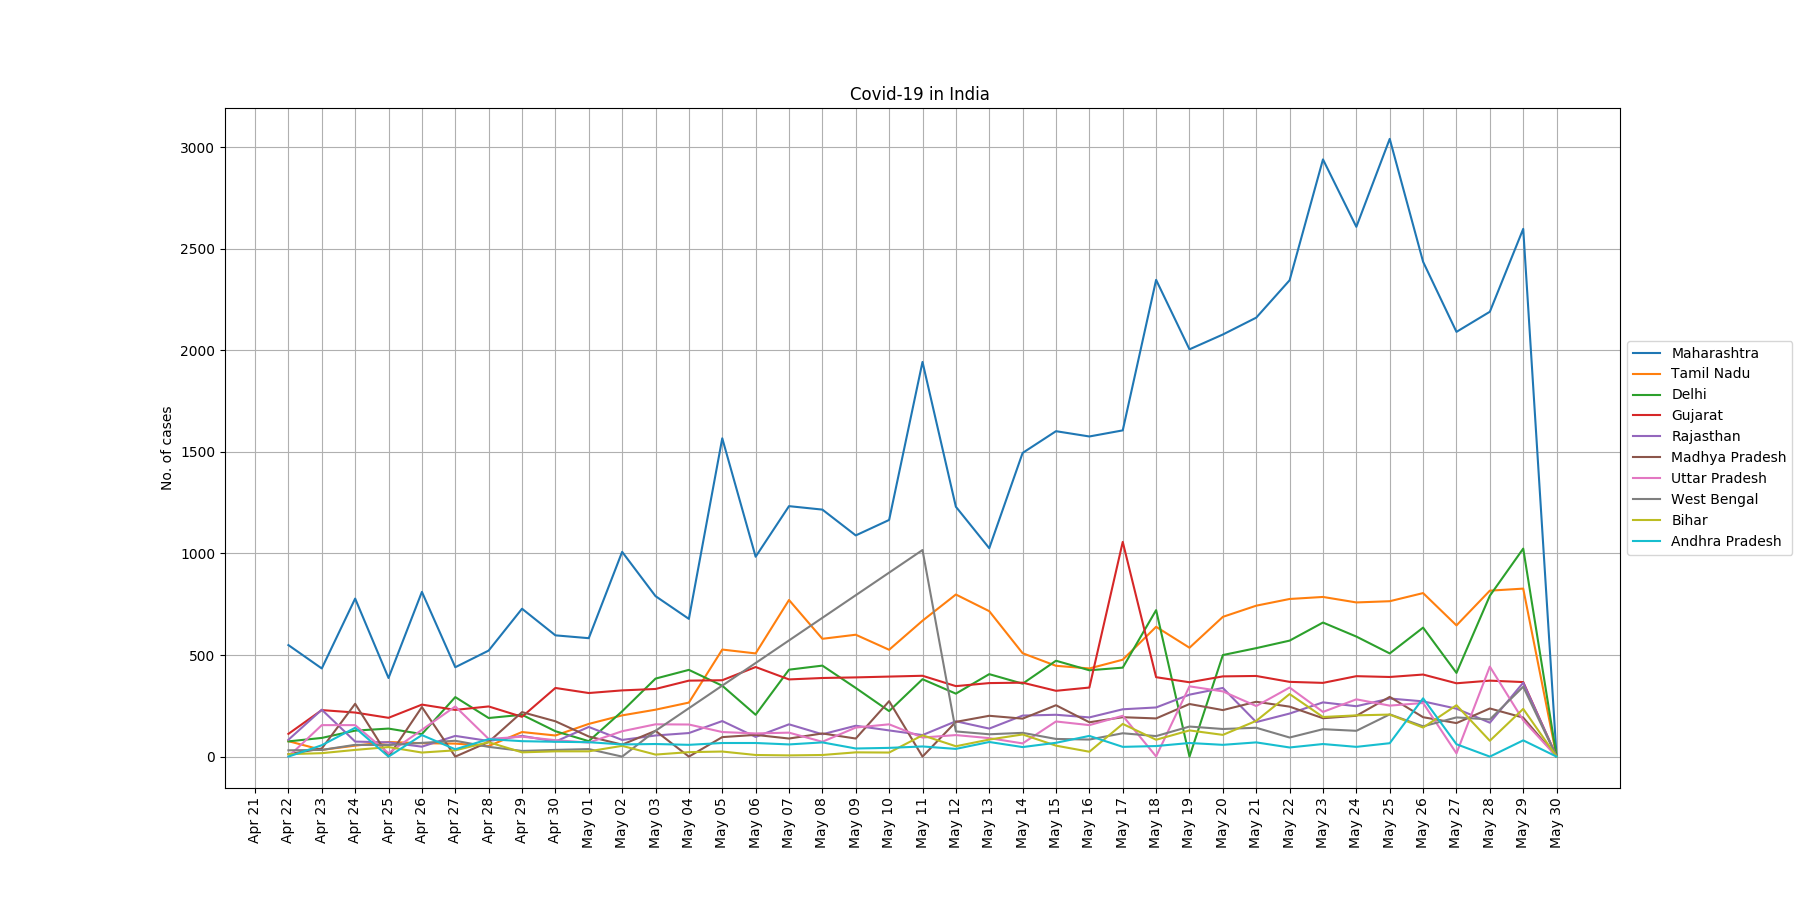 Covid-19 in India
No. of cases
3000
2500
2000
1500
1000
500
0
Apr 21
Apr 22
Apr 23
Apr 24
Apr 25
Apr 26
Apr 27
Apr 28
Apr 29
Apr 30
May 01
May 02
May 03
May 04
May 05
May 06
May 07
May 08
May 09
May 10
May 11
May 12
May 13
May 14
May 15
May 16
May 17
May 18
May 19
May 20
May 21
May 22
May 23
May 24
May 25
May 26
May 27
May 28
May 29
May 30
Maharashtra
Tamil Nadu
Delhi
Gujarat
Rajasthan
Madhya Pradesh
Uttar Pradesh
West Bengal
Bihar
Andhra Pradesh